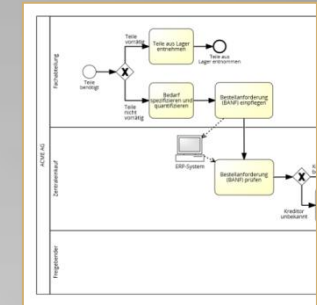 ACME AG
Fachabteilung
Teile
benötigt
Teile
vorrätig
Teile aus Lager
entnehmen
Teile aus
Lager entnommen
Teile
nicht
vorrätig
Bedarf
spezifizieren und
quantifizieren
Bestellanforderung
(BANF) einpflegen
Zentraleinkauf
ERP-System
Bestellanforderung
(BANF) prüfen
Kreditor
unbekannt
Freigebender